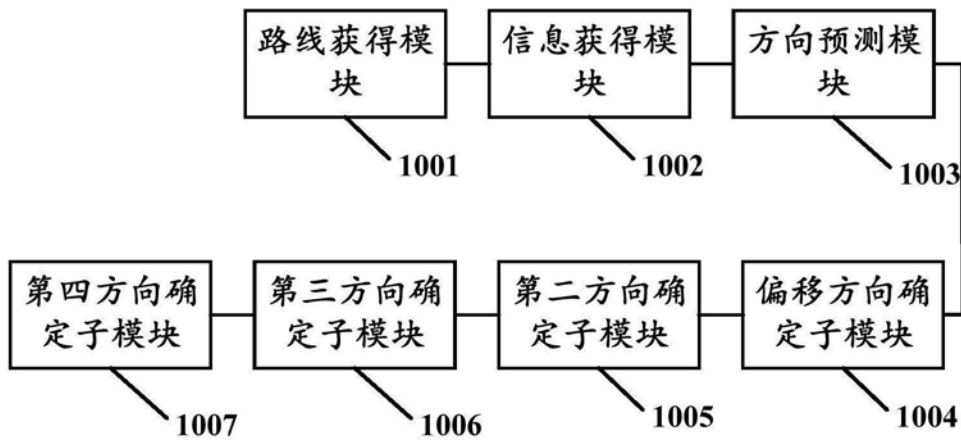 路线获得模
块
信息获得模
块
方向预测模
块
1001
1002
1003
第四方向确
定子模块
第三方向确
定子模块
第二方向确
定子模块
偏移方向确
定子模块
1007
1006
1005
1004